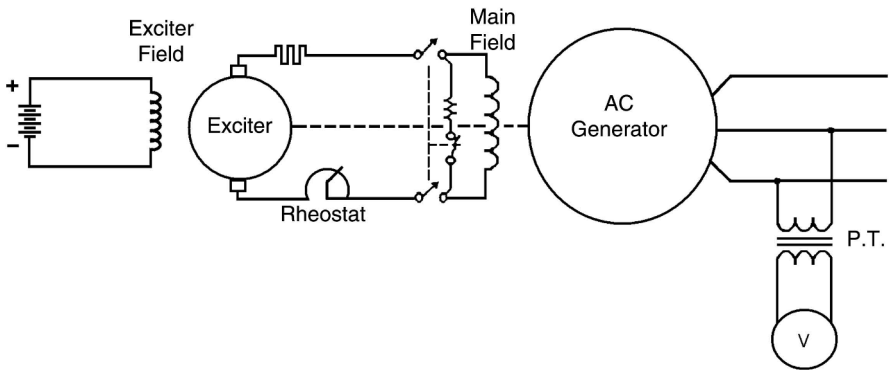 Exciter
Field
+
−
Exciter
Rheostat
Main
Field
AC
Generator
P.T.
V